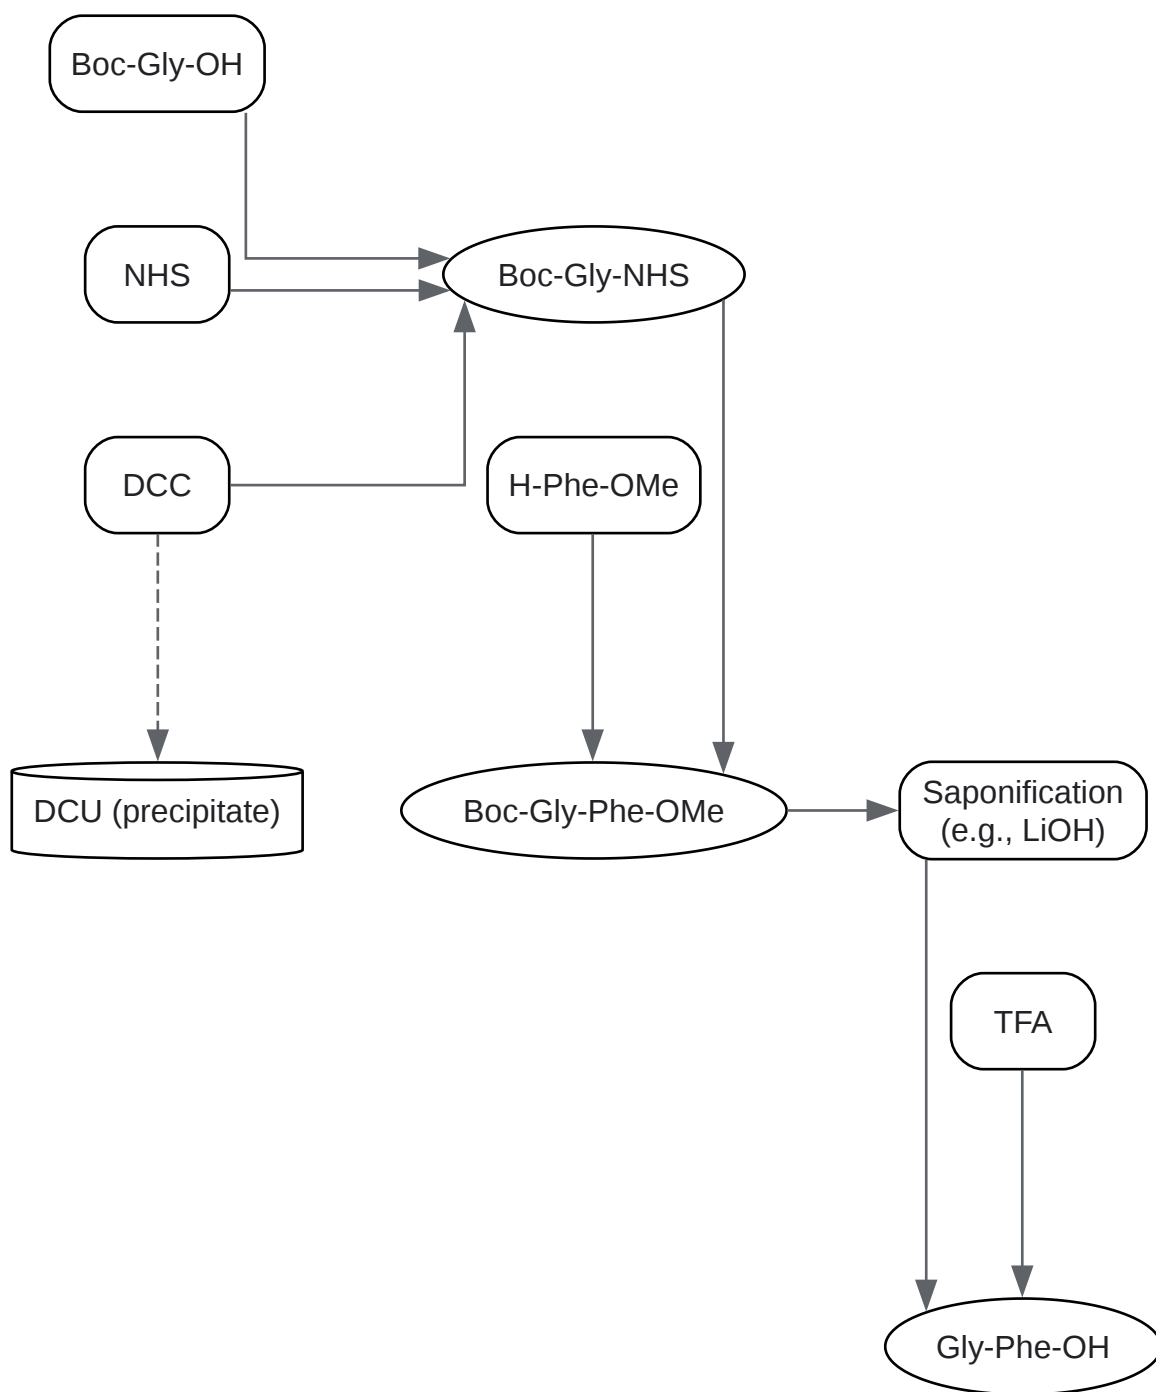 Boc-Gly-OH
NHS
Boc-Gly-NHS
DCC
H-Phe-OMe
DCU (precipitate)
Boc-Gly-Phe-OMe
Saponification
(e.g., LiOH)
TFA
Gly-Phe-OH